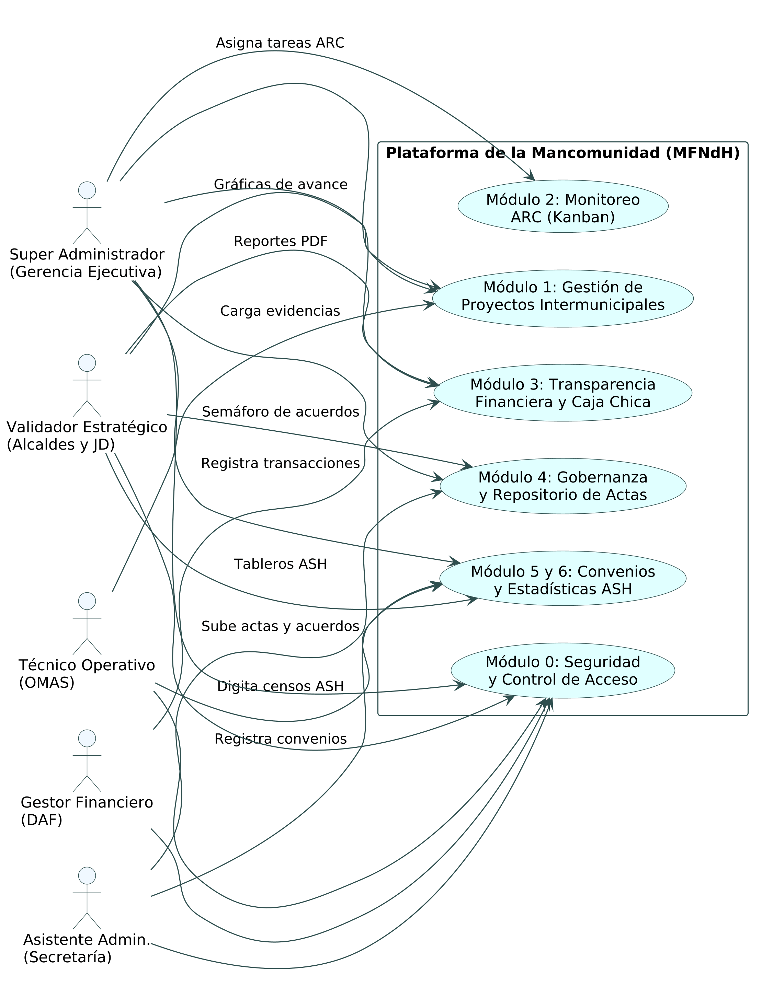 Asigna tareas ARC
Plataforma de la Mancomunidad (MFNdH)
Gráficas de avance
Módulo 2: Monitoreo
ARC (Kanban)
Reportes PDF
Super Administrador
(Gerencia Ejecutiva)
Módulo 1: Gestión de
Proyectos Intermunicipales
Carga evidencias
Módulo 3: Transparencia
Financiera y Caja Chica
Semáforo de acuerdos
Validador Estratégico
(Alcaldes y JD)
Registra transacciones
Módulo 4: Gobernanza
y Repositorio de Actas
Tableros ASH
Módulo 5 y 6: Convenios
y Estadísticas ASH
Sube actas y acuerdos
Técnico Operativo
(OMAS)
Módulo 0: Seguridad
y Control de Acceso
Digita censos ASH
Registra convenios
Gestor Financiero
(DAF)
Asistente Admin.
(Secretaría)